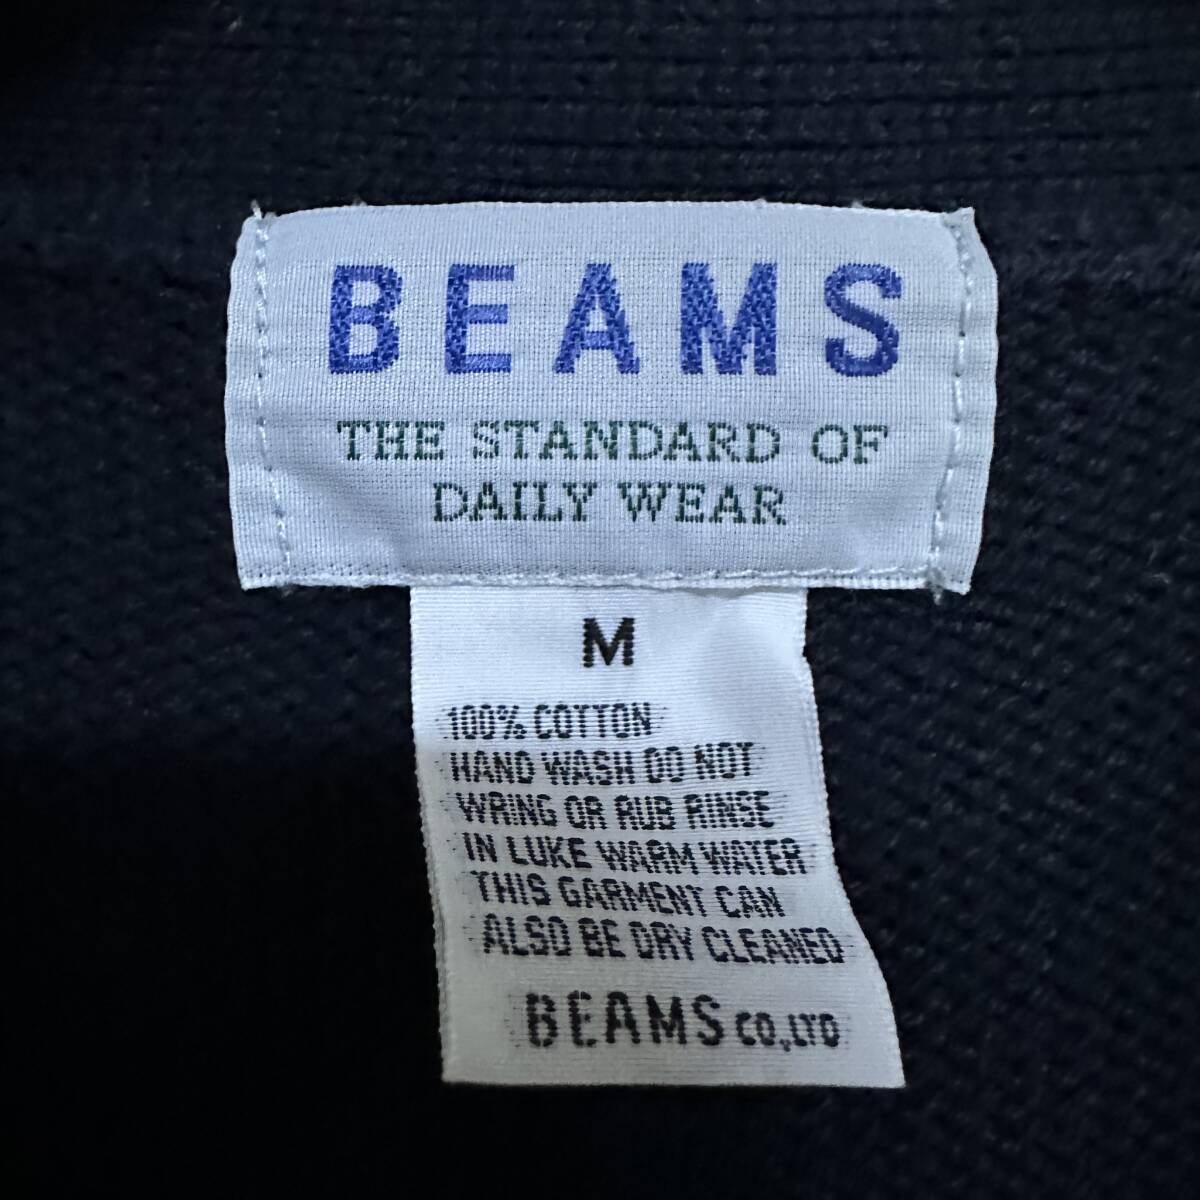 BEAMS
THE STANDARD OF
DAILY WEAR
M
100% COTTON
HAND WASH DO NOT
WRING OR RUB RINSE
IN LUKE WARM WATER
THIS GARMENT CAN
ALSO BE DRY CLEANED
BEAMS CO,.LTD